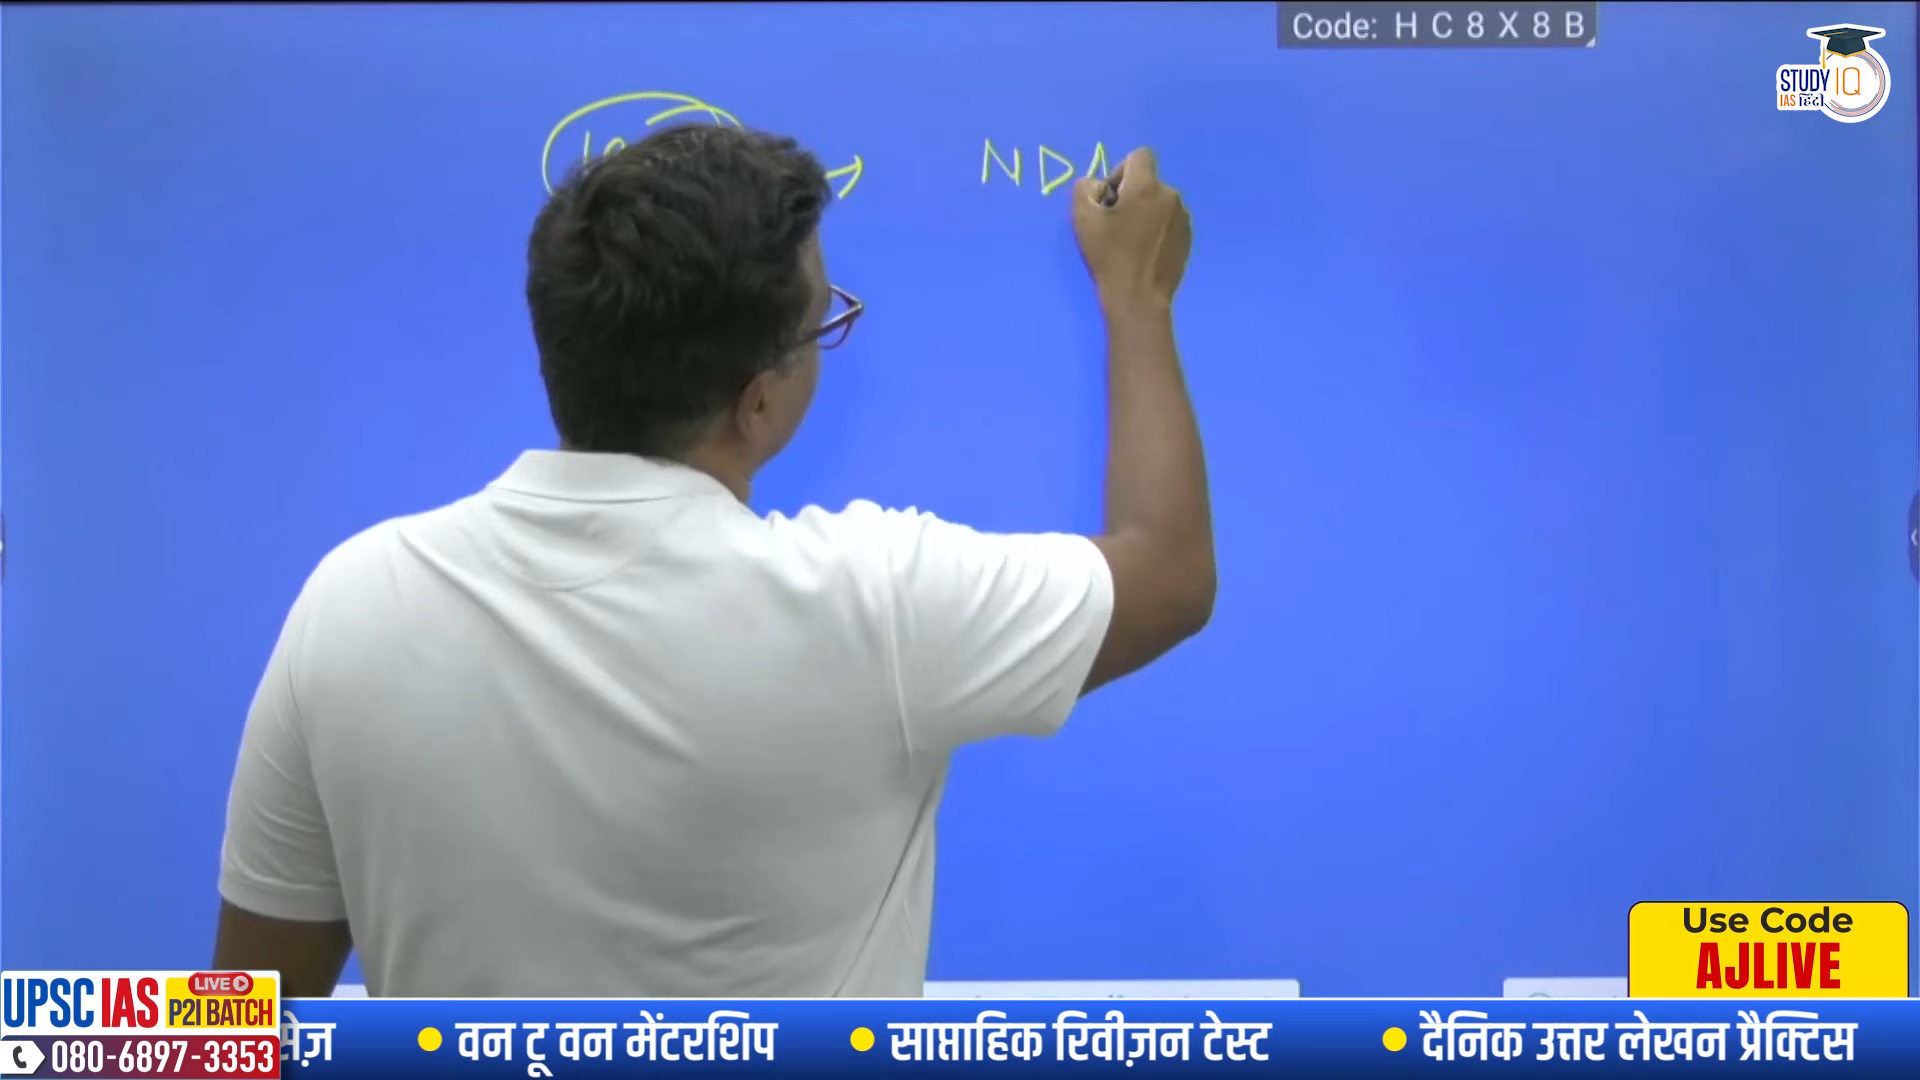 Code: H C 8 X 8 B
STUDY IQ
IAS हिंदी
NDA
Use Code
AJLIVE
UPSC IAS LIVE
P2I BATCH
080-6897-3353
सेज़ ● वन टू वन मेंटरशिप ● साप्ताहिक रिवीज़न टेस्ट ● दैनिक उत्तर लेखन प्रैक्टिस